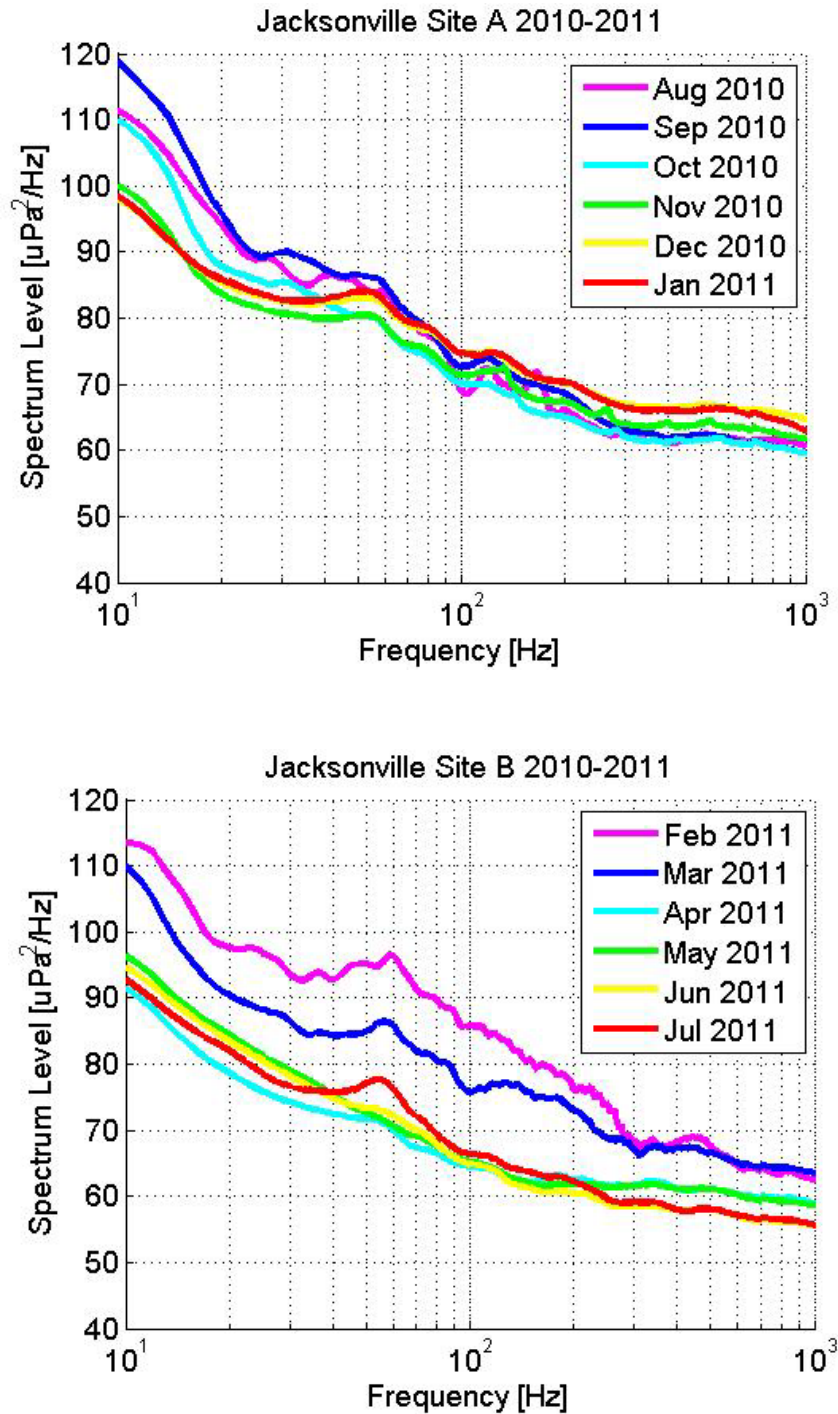 Jacksonville Site A 2010-2011
Spectrum Level [uPa²/Hz]
120
110
100
90
80
70
60
50
40
Aug 2010
Sep 2010
Oct 2010
Nov 2010
Dec 2010
Jan 2011
10¹ 10² 10³
Frequency [Hz]
Jacksonville Site B 2010-2011
Spectrum Level [uPa²/Hz]
120
110
100
90
80
70
60
50
40
Feb 2011
Mar 2011
Apr 2011
May 2011
Jun 2011
Jul 2011
10¹ 10² 10³
Frequency [Hz]